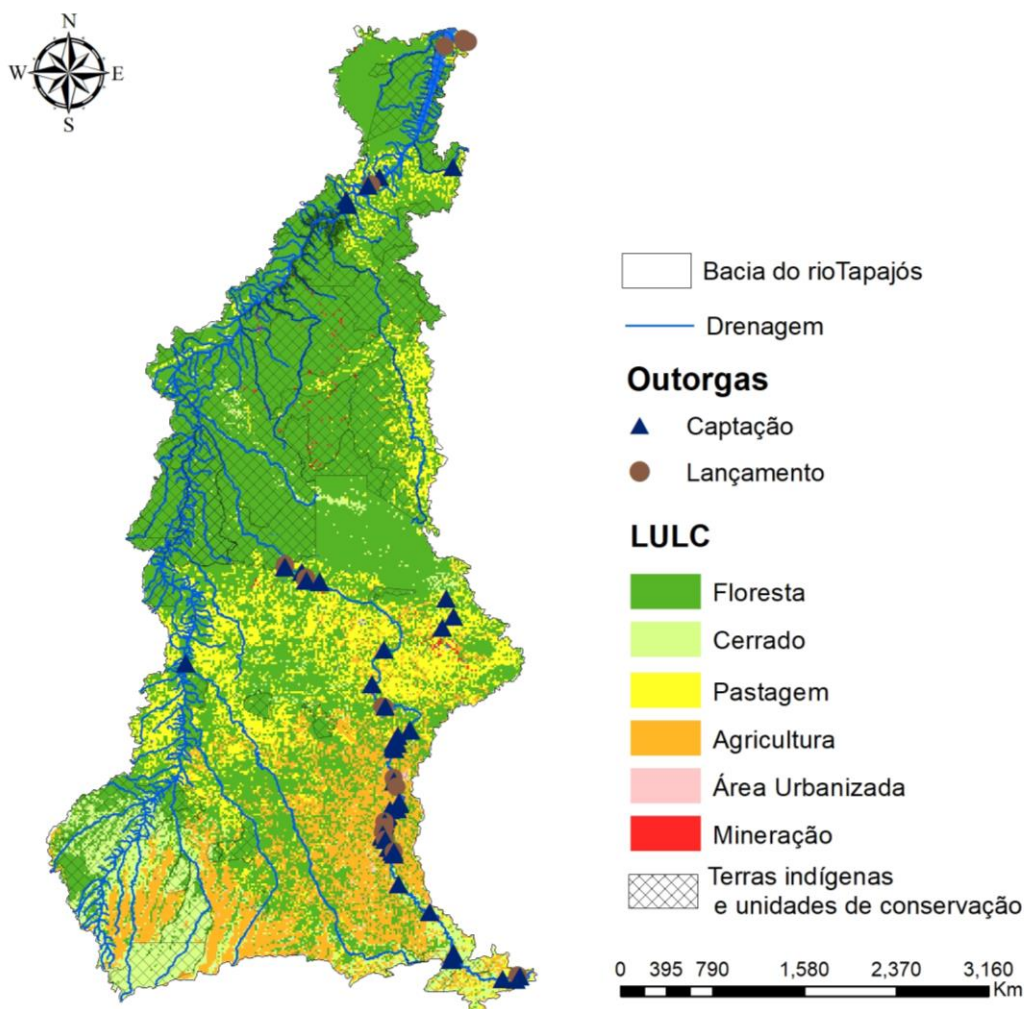 N
W E
S
Bacia do rioTapajós
Drenagem
Outorgas
Captação
Lançamento
LULC
Floresta
Cerrado
Pastagem
Agricultura
Área Urbanizada
Mineração
Terras indígenas
e unidades de conservação
0 395 790 1,580 2,370 3,160
Km